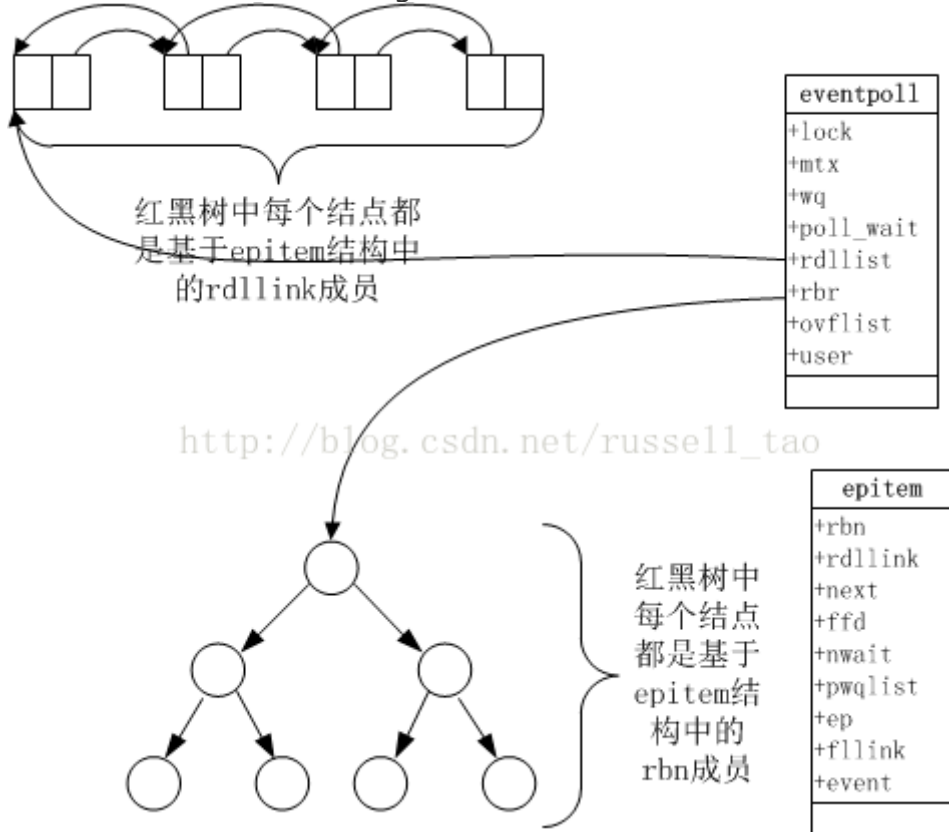 红黑树中每个结点都
是基于epitem结构中
的rdllink成员
eventpoll
+lock
+mtx
+wq
+poll_wait
+rdllist
+rbr
+ovflist
+user
http://blog.csdn.net/russell_tao
红黑树中
每个结点
都是基于
epitem结
构中的
rbn成员
epitem
+rbn
+rdllink
+next
+ffd
+nwait
+pwqlist
+ep
+fllink
+event